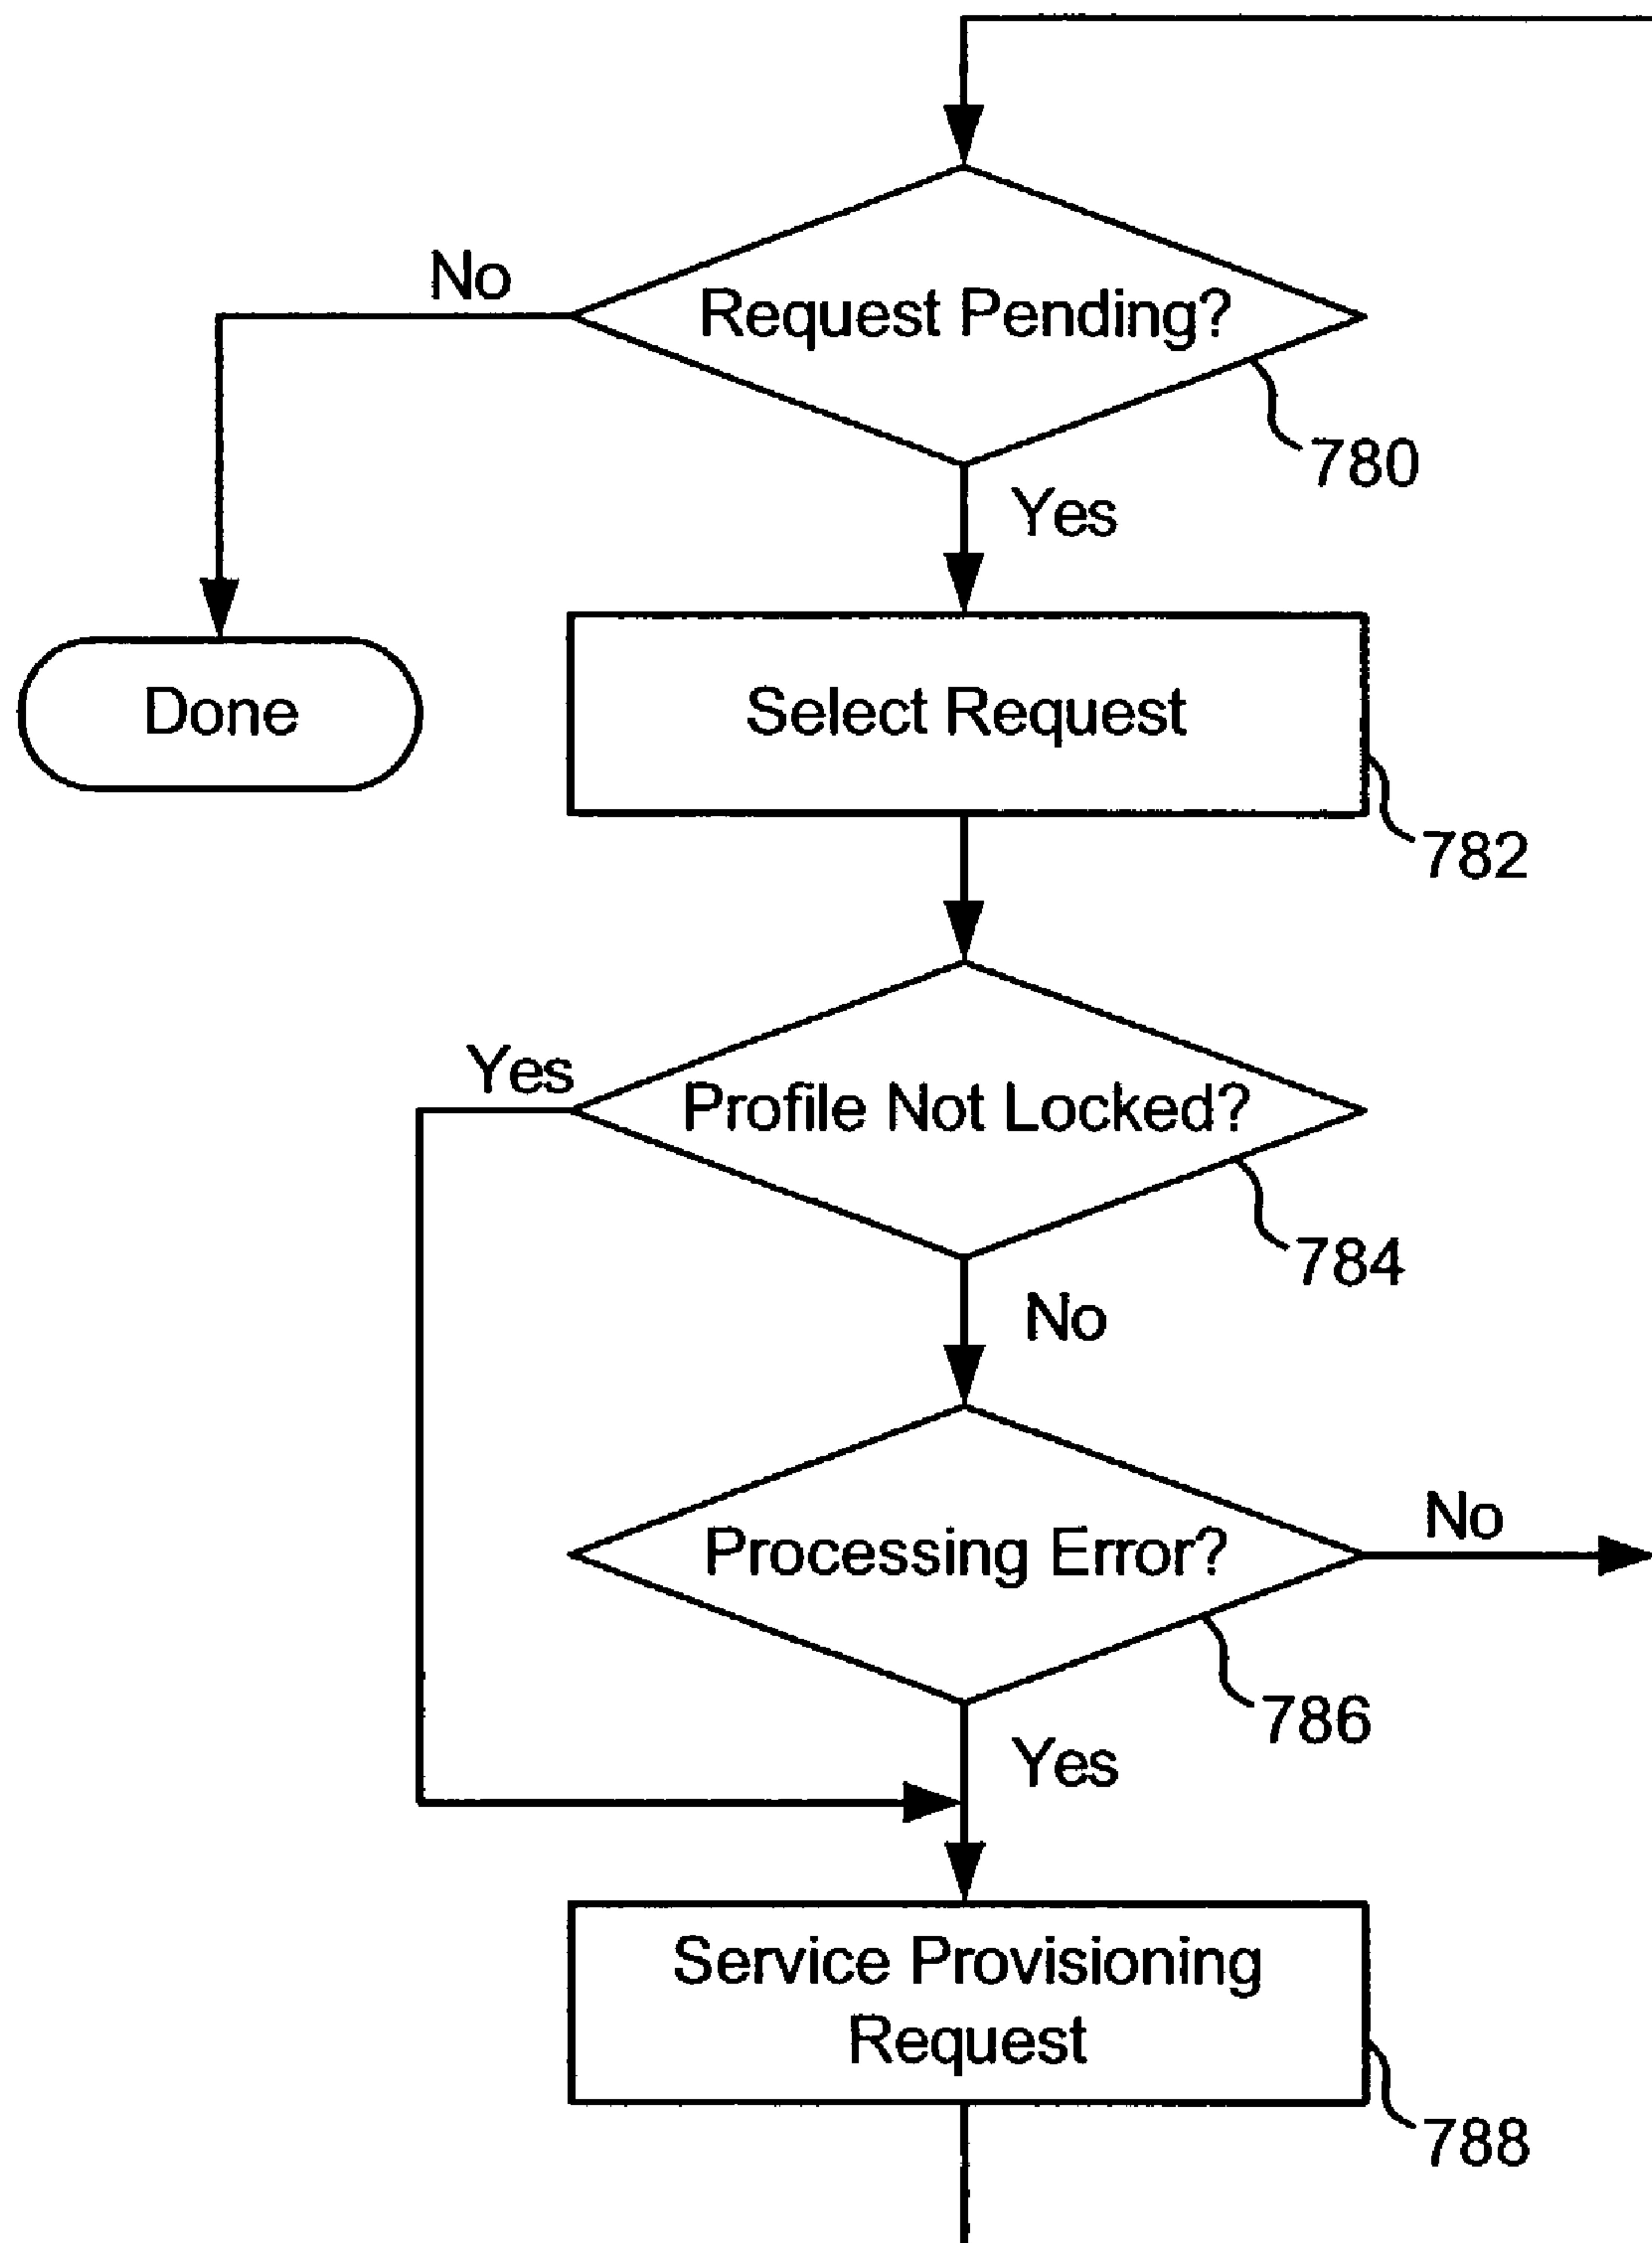 No
Request Pending?
780
Yes
Done
Select Request
782
Yes
Profile Not Locked?
784
No
Processing Error?
No
786
Yes
Service Provisioning
Request
788